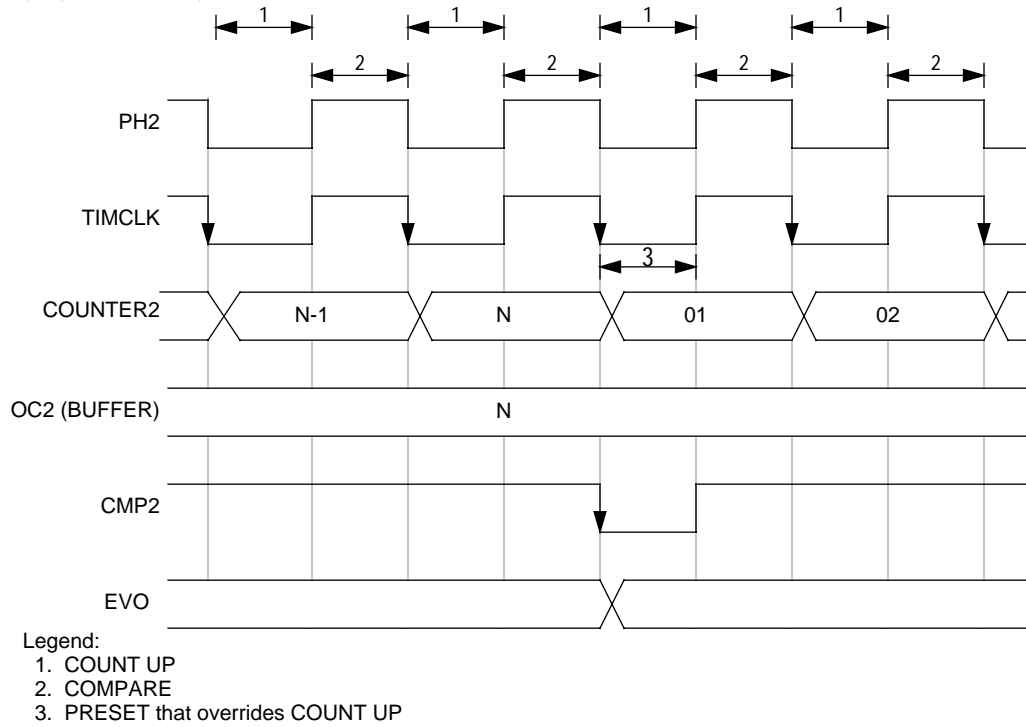 1 1 1 1
2 2 2 2
PH2
TIMCLK
3
COUNTER2 N-1 N 01 02
OC2 (BUFFER) N
CMP2
EVO
Legend:
1. COUNT UP
2. COMPARE
3. PRESET that overrides COUNT UP